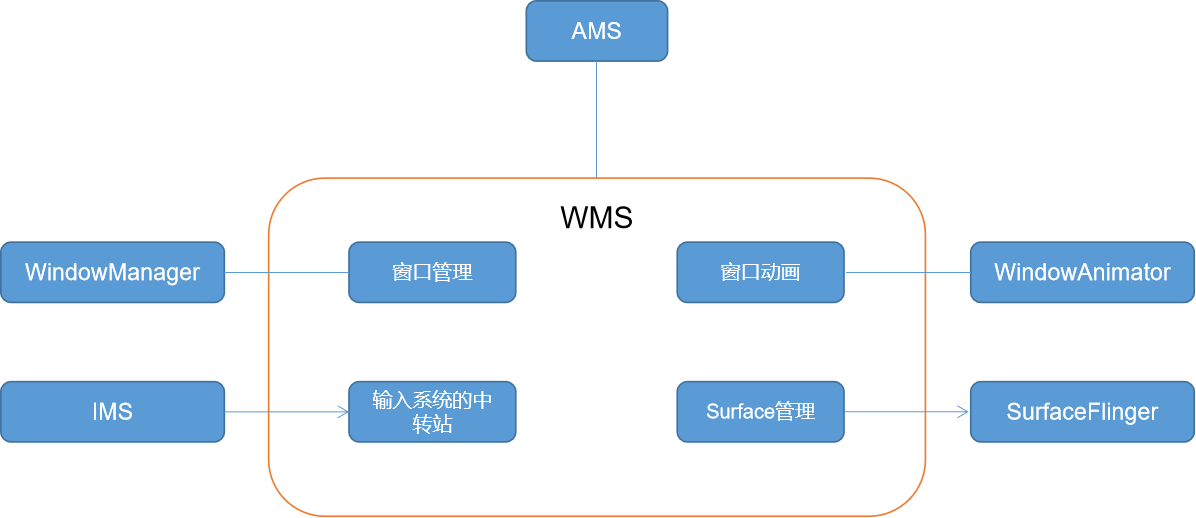 AMS
WMS
WindowManager
窗口管理
窗口动画
WindowAnimator
IMS
输入系统的中
转站
Surface管理
SurfaceFlinger